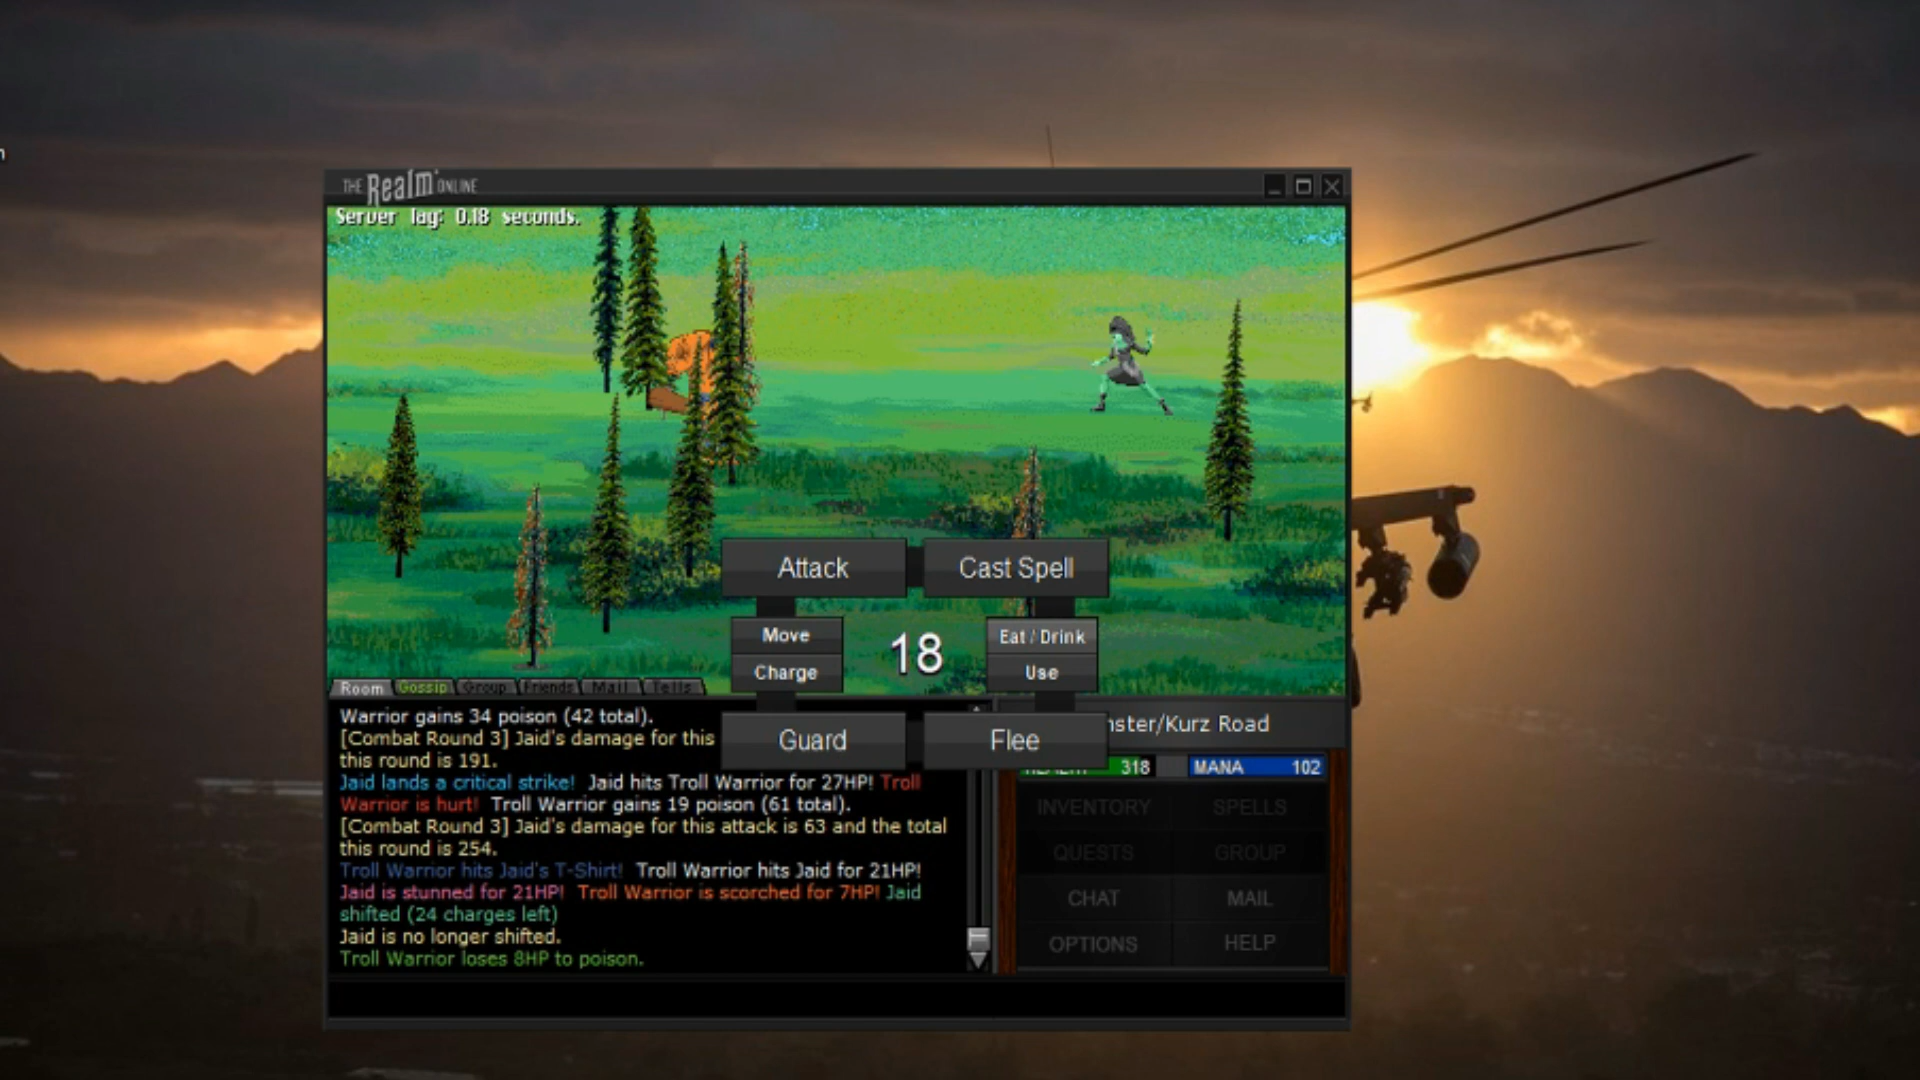 THE Realm ONLINE
Server lag: 0.18 seconds.
Attack
Cast Spell
Move
Charge
18
Eat / Drink
Use
Guard
Flee
Room Gossip Group Friends Mail Tells
Warrior gains 34 poison (42 total).
[Combat Round 3] Jaid's damage for this
this round is 191.
Jaid lands a critical strike! Jaid hits Troll Warrior for 27HP! Troll
Warrior is hurt! Troll Warrior gains 19 poison (61 total).
[Combat Round 3] Jaid's damage for this attack is 63 and the total
this round is 254.
Troll Warrior hits Jaid's T-Shirt! Troll Warrior hits Jaid for 21HP!
Jaid is stunned for 21HP! Troll Warrior is scorched for 7HP! Jaid
shifted (24 charges left)
Jaid is no longer shifted.
Troll Warrior loses 8HP to poison.
nster/Kurz Road
HEALTH 318
MANA 102
INVENTORY
SPELLS
QUESTS
GROUP
CHAT
MAIL
OPTIONS
HELP